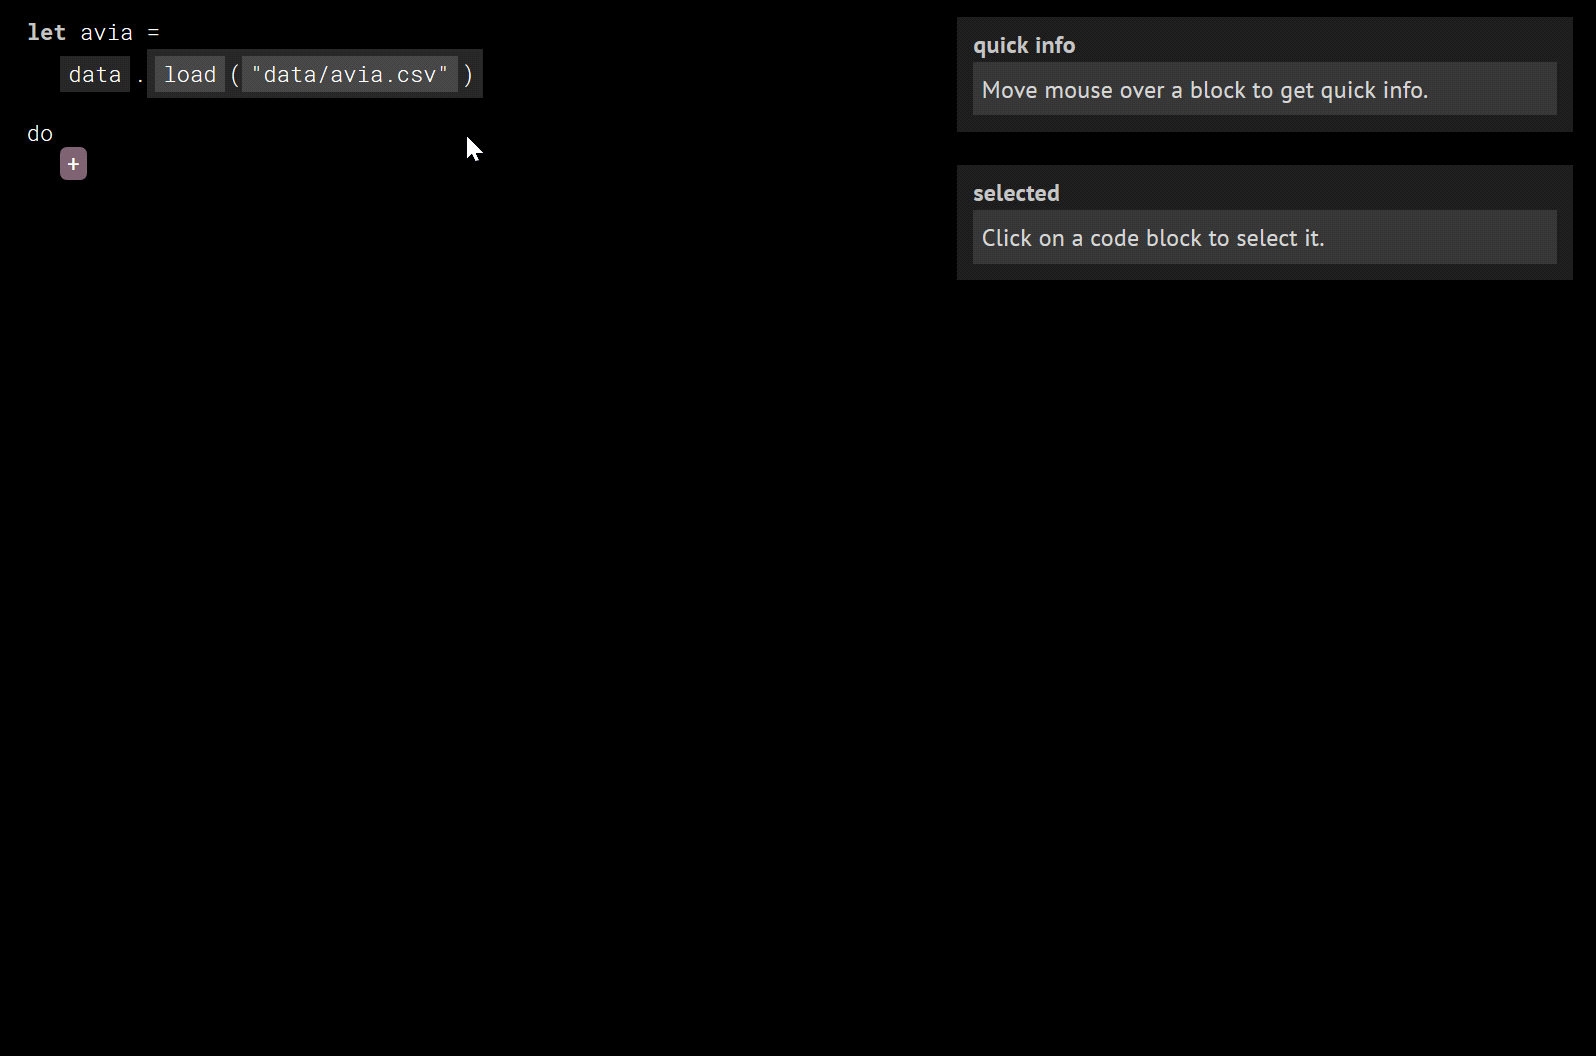 let avia =
data . load ( "data/avia.csv" )
do
+
quick info
Move mouse over a block to get quick info.
selected
Click on a code block to select it.